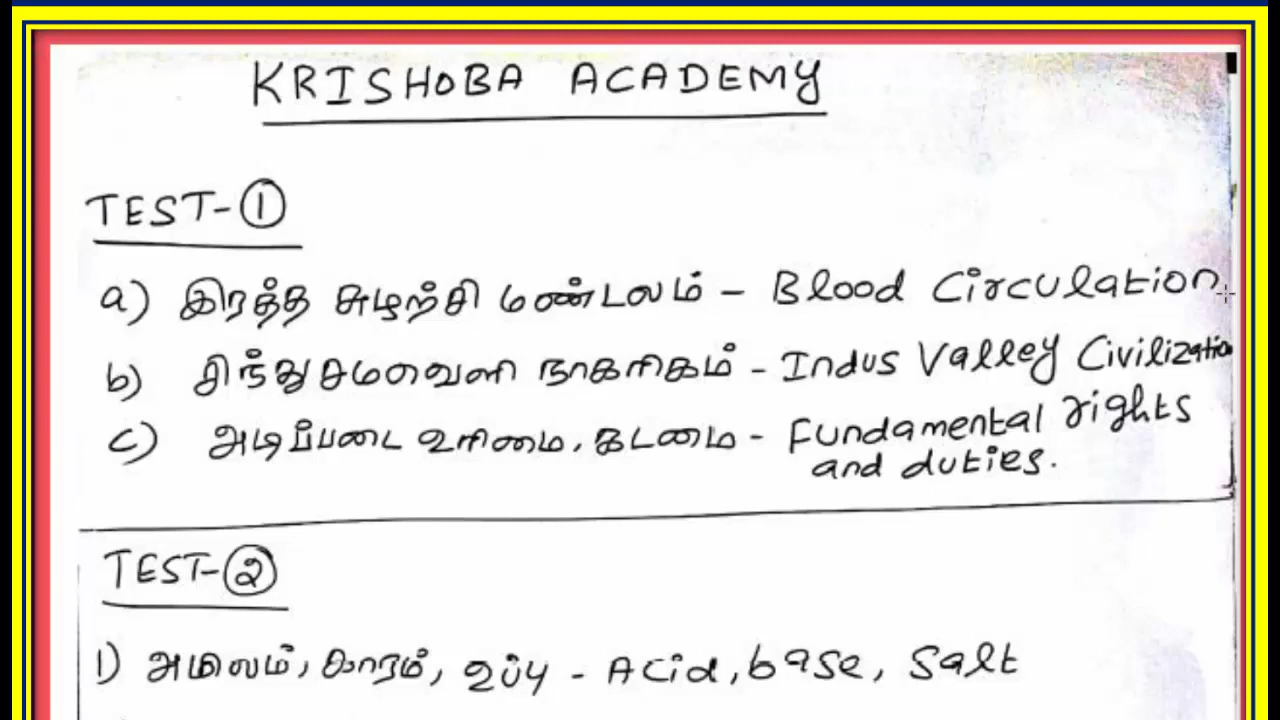 KRISHOBA ACADEMY
TEST-①
a) இரத்த சுழற்சி மண்டலம் - Blood Circulation
b) சிந்து சமவெளி நாகரிகம் - Indus Valley Civilization
c) அடிப்படை உரிமை, கடமை - Fundamental rights
and duties.
TEST-②
1) அமிலம், காரம், உப்பு - Acid, base, Salt